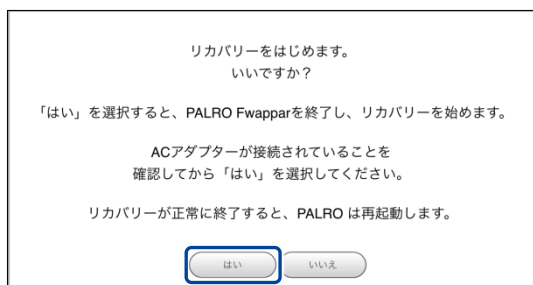 リカバリーをはじめます。
いいですか？
「はい」を選択すると、PALRO Fwapparを終了し、リカバリーを始めます。
ACアダプターが接続されていることを
確認してから「はい」を選択してください。
リカバリーが正常に終了すると、PALRO は再起動します。
はい
いいえ